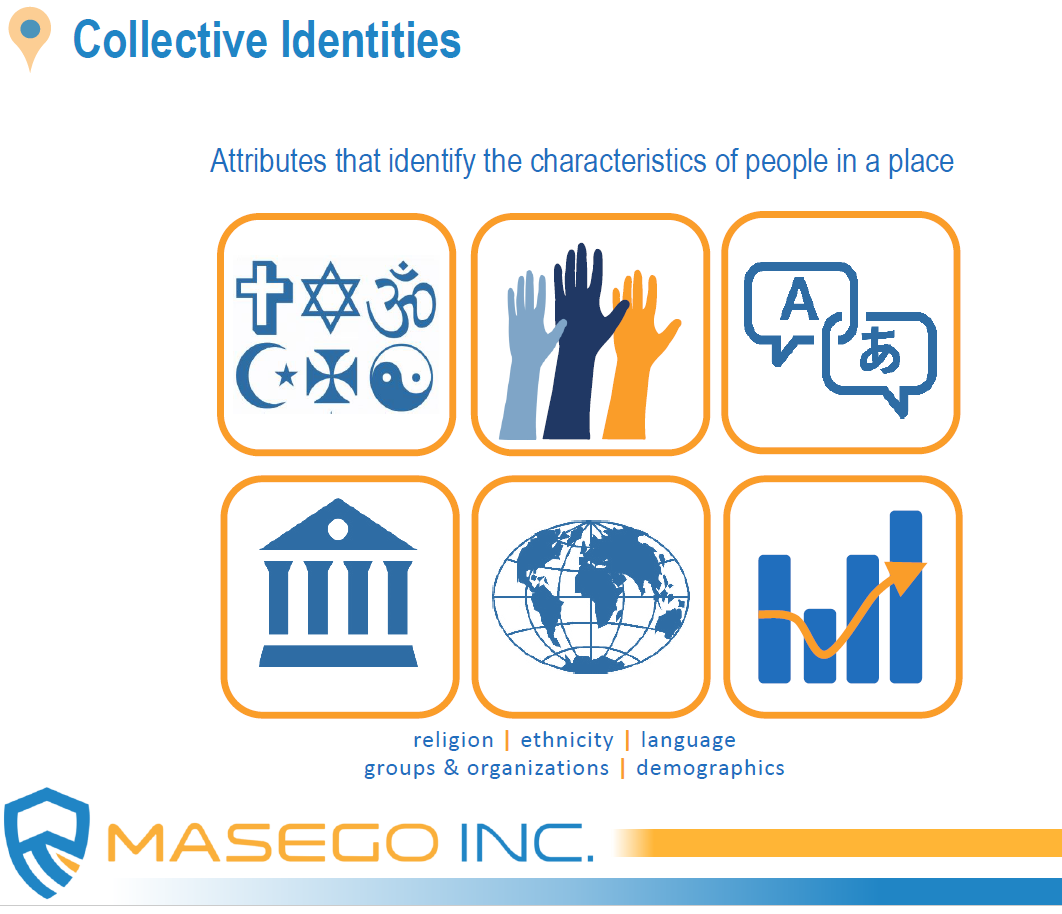 Collective Identities
Attributes that identify the characteristics of people in a place
A
あ
religion | ethnicity | language
groups & organizations | demographics
MASEGO INC.